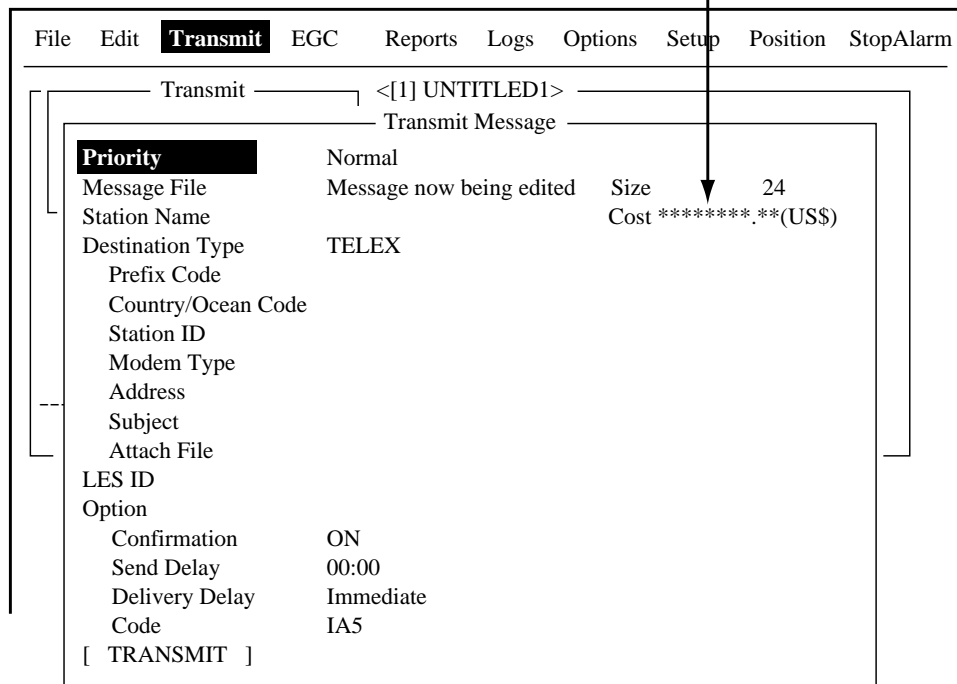 File Edit Transmit EGC Reports Logs Options Setup Position StopAlarm
Transmit <[1] UNTITLED1>
Transmit Message
Priority Normal
Message File Message now being edited Size 24
Station Name Cost ********.**(US$)
Destination Type TELEX
Prefix Code
Country/Ocean Code
Station ID
Modem Type
Address
Subject
Attach File
LES ID
Option
Confirmation ON
Send Delay 00:00
Delivery Delay Immediate
Code IA5
[ TRANSMIT ]